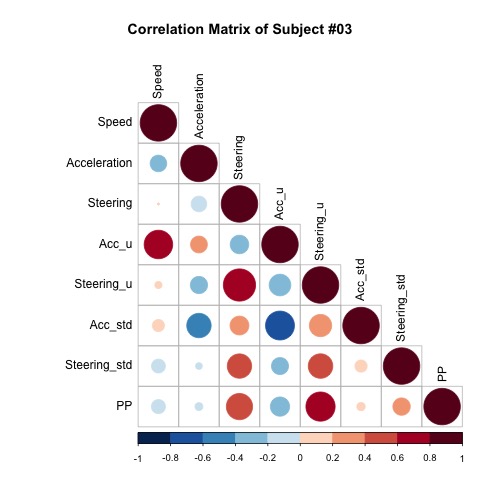 Correlation Matrix of Subject #03
Speed
Acceleration
Steering
Acc_u
Steering_u
Acc_std
Steering_std
PP
Speed
Acceleration
Steering
Acc_u
Steering_u
Acc_std
Steering_std
PP
-1 -0.8 -0.6 -0.4 -0.2 0 0.2 0.4 0.6 0.8 1